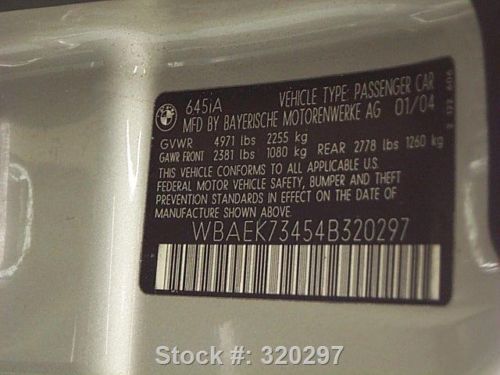 BMW
645iA VEHICLE TYPE: PASSENGER CAR
MFD BY BAYERISCHE MOTORENWERKE AG 01/04
GVWR 4971 lbs 2255 kg
GAWR FRONT 2381 lbs 1080 kg REAR 2778 lbs 1260 kg
THIS VEHICLE CONFORMS TO ALL APPLICABLE U.S.
FEDERAL MOTOR VEHICLE SAFETY, BUMPER AND THEFT
PREVENTION STANDARDS IN EFFECT ON THE DATE OF
MANUFACTURE SHOWN ABOVE.
WBAEK73454B320297
Stock #: 320297